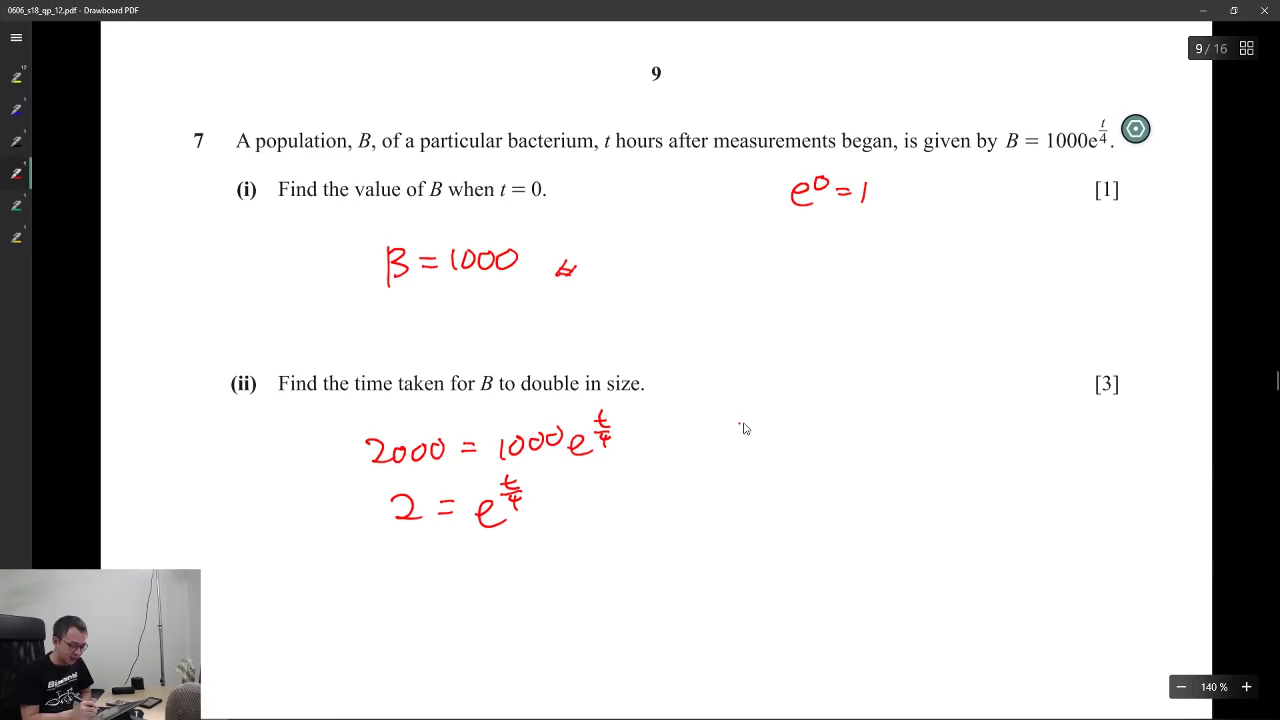 0606_s18_qp_12.pdf - Drawboard PDF
9 / 16
9
7 A population, B, of a particular bacterium, t hours after measurements began, is given by B = 1000e^(t/4).
(i) Find the value of B when t = 0. [1]
e^0 = 1
B = 1000
(ii) Find the time taken for B to double in size. [3]
2000 = 1000e^(t/4)
2 = e^(t/4)
140 %